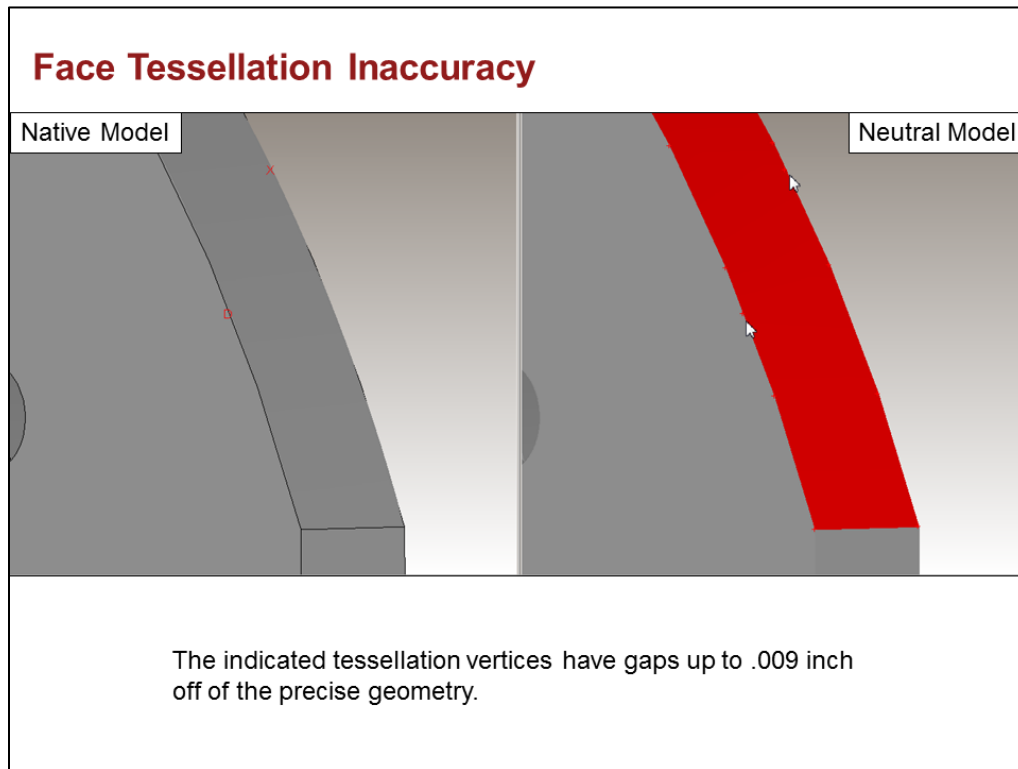 Face Tessellation Inaccuracy
Native Model
Neutral Model
The indicated tessellation vertices have gaps up to .009 inch
off of the precise geometry.